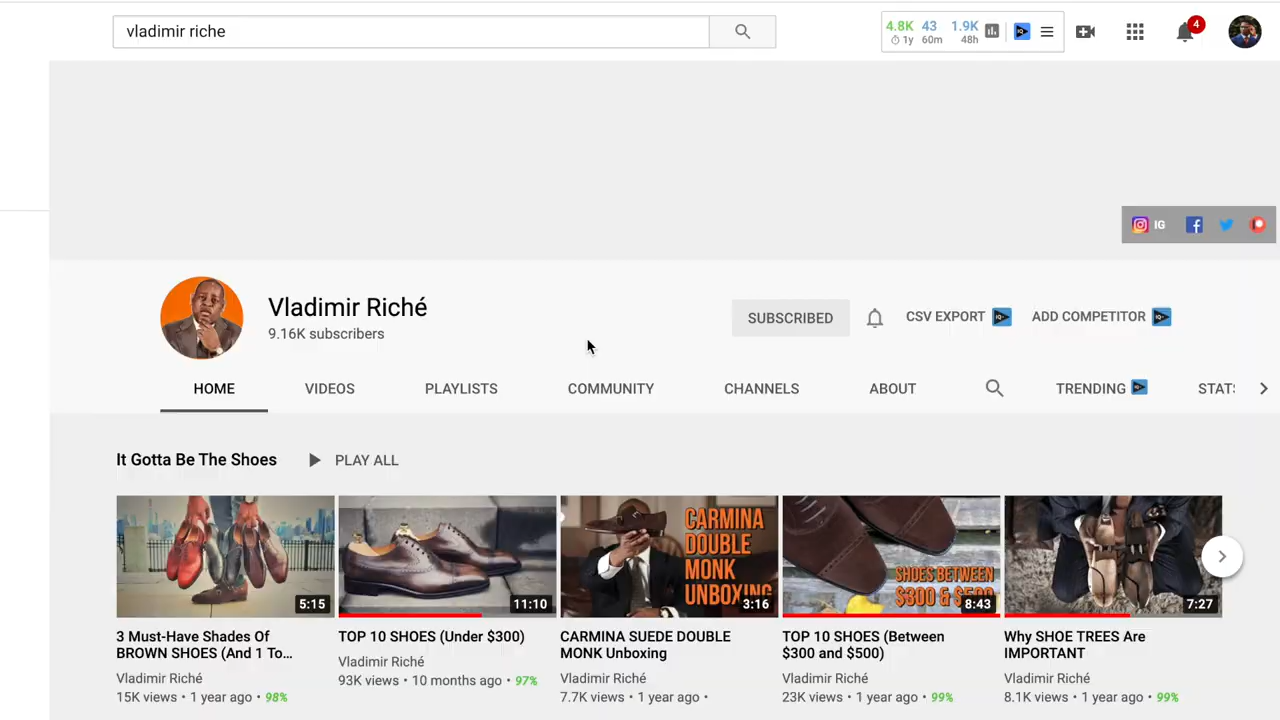 vladimir riche
4.8K 43 1.9K
1y 60m 48h
4
IG
Vladimir Riché
9.16K subscribers
SUBSCRIBED
CSV EXPORT
ADD COMPETITOR
HOME VIDEOS PLAYLISTS COMMUNITY CHANNELS ABOUT TRENDING STATS
It Gotta Be The Shoes
PLAY ALL
5:15
11:10
CARMINA
DOUBLE
MONK
UNBOXING
3:16
SHOES BETWEEN
$300 & $500
8:43
7:27
3 Must-Have Shades Of
BROWN SHOES (And 1 To...
Vladimir Riché
15K views • 1 year ago • 98%
TOP 10 SHOES (Under $300)
Vladimir Riché
93K views • 10 months ago • 97%
CARMINA SUEDE DOUBLE
MONK Unboxing
Vladimir Riché
7.7K views • 1 year ago •
TOP 10 SHOES (Between
$300 and $500)
Vladimir Riché
23K views • 1 year ago • 99%
Why SHOE TREES Are
IMPORTANT
Vladimir Riché
8.1K views • 1 year ago • 99%